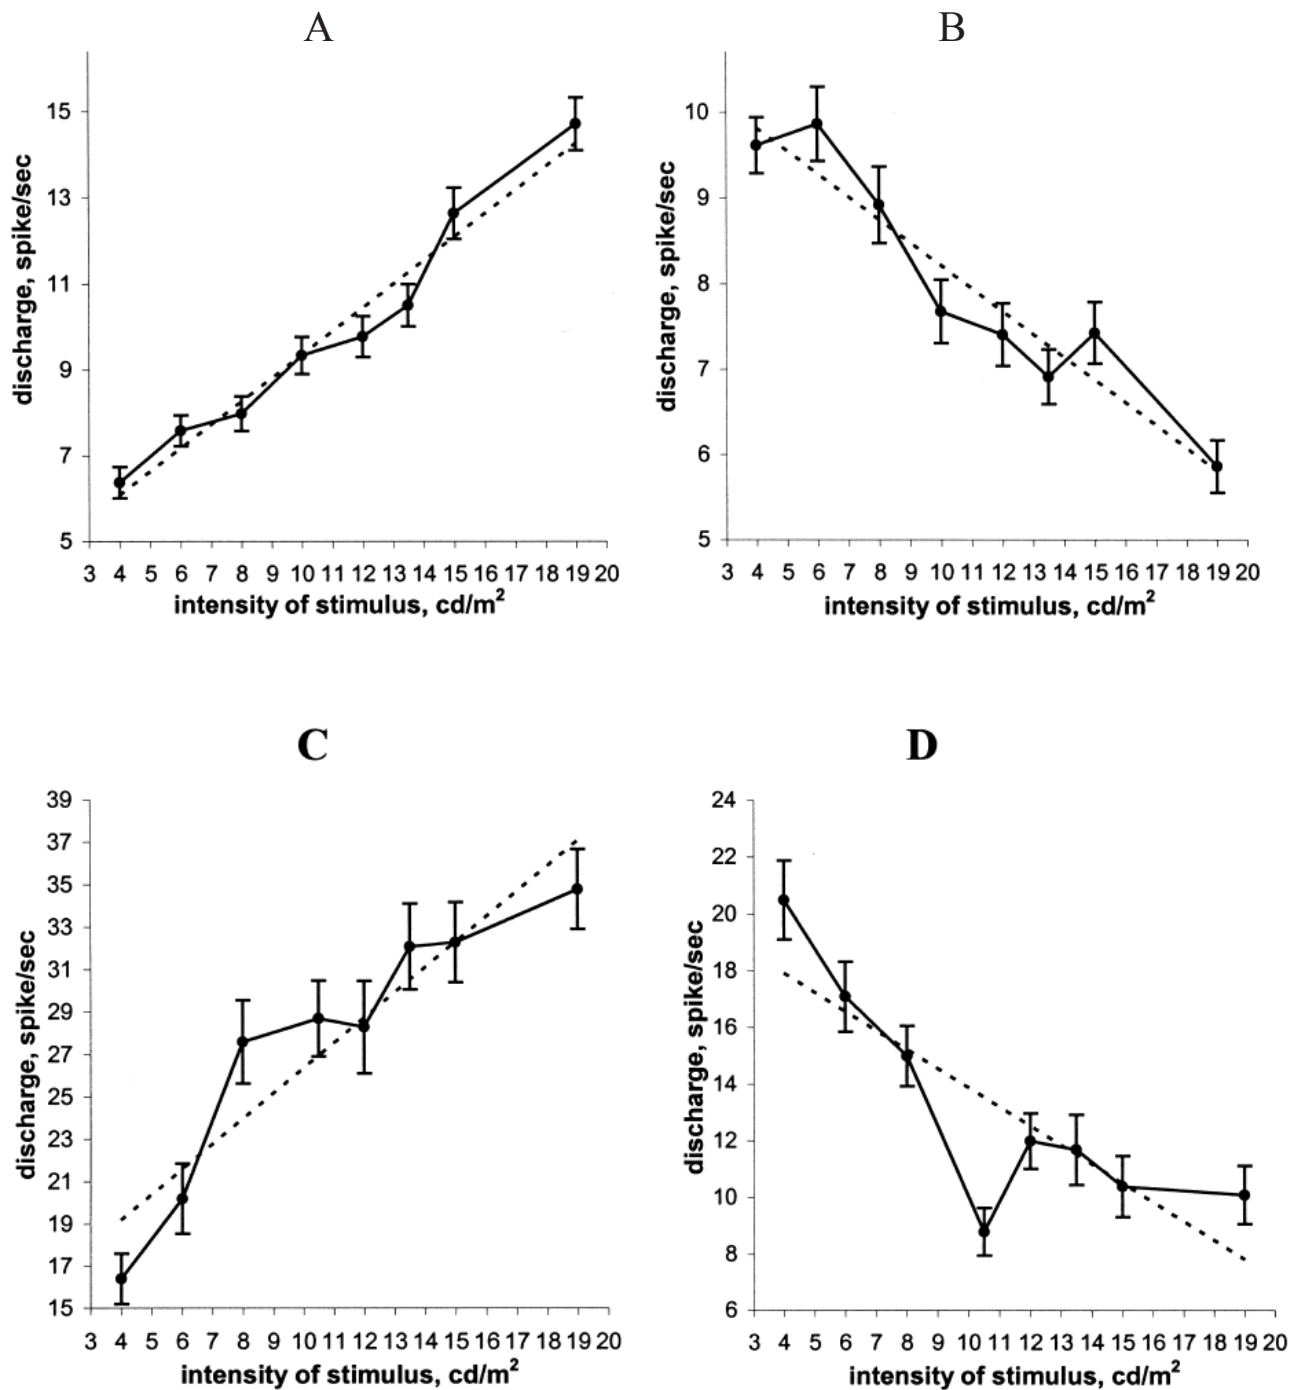 A
B
15
13
11
9
7
5
discharge, spike/sec
3 4 5 6 7 8 9 10 11 12 13 14 15 16 17 18 19 20
intensity of stimulus, cd/m²
10
9
8
7
6
5
discharge, spike/sec
3 4 5 6 7 8 9 10 11 12 13 14 15 16 17 18 19 20
intensity of stimulus, cd/m²
C
D
39
37
35
33
31
29
27
25
23
21
19
17
15
discharge, spike/sec
3 4 5 6 7 8 9 10 11 12 13 14 15 16 17 18 19 20
intensity of stimulus, cd/m²
24
22
20
18
16
14
12
10
8
6
discharge, spike/sec
3 4 5 6 7 8 9 10 11 12 13 14 15 16 17 18 19 20
intensity of stimulus, cd/m²